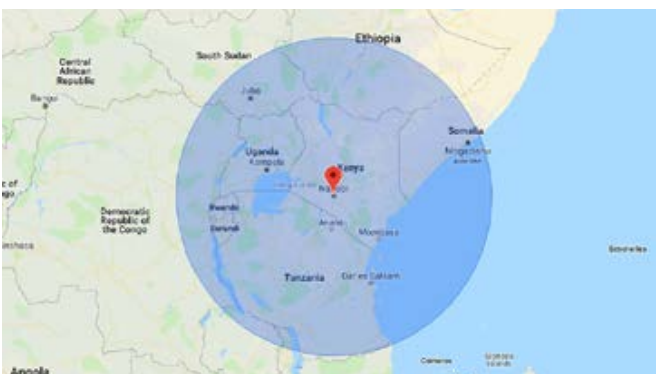 Ethiopia
South Sudan
Central
African
Republic
Juba
Bangui
Somalia
Mogadishu
Uganda
Kampala
Kenya
Nairobi
Rwanda
Democratic
Republic of
the Congo
Burundi
Mombasa
Seychelles
Tanzania
Dar es Salaam
Comoros
Angola